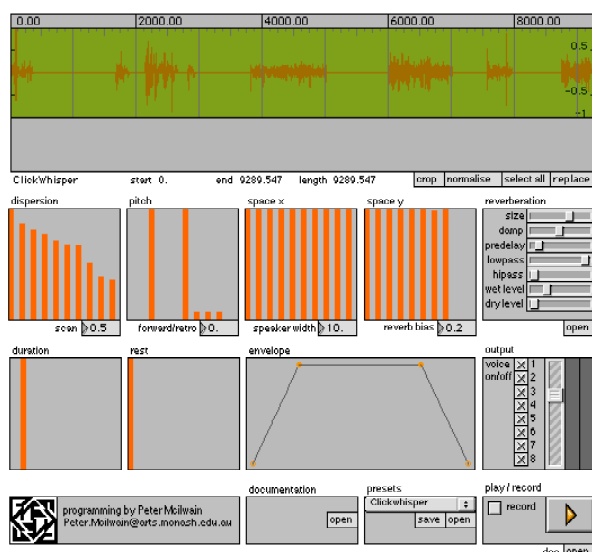 0.00 2000.00 4000.00 6000.00 8000.00
0.5
-0.5
-1
ClickWhisper start 0. end 9289.547 length 9289.547 crop normalise select all replace
dispersion pitch space x space y reverberation
size
damp
predelay
lowpass
hipass
wet level
dry level
scan 0.5 forward/retro 0. speaker width 10. reverb bias 0.2 open
duration rest envelope output
voice 1
on/off 2
3
4
5
6
7
8
documentation presets play / record
Clickwhisper record
programming by Peter McIlwain
Peter.McIlwain@arts.monash.edu.au
open save open
doc open